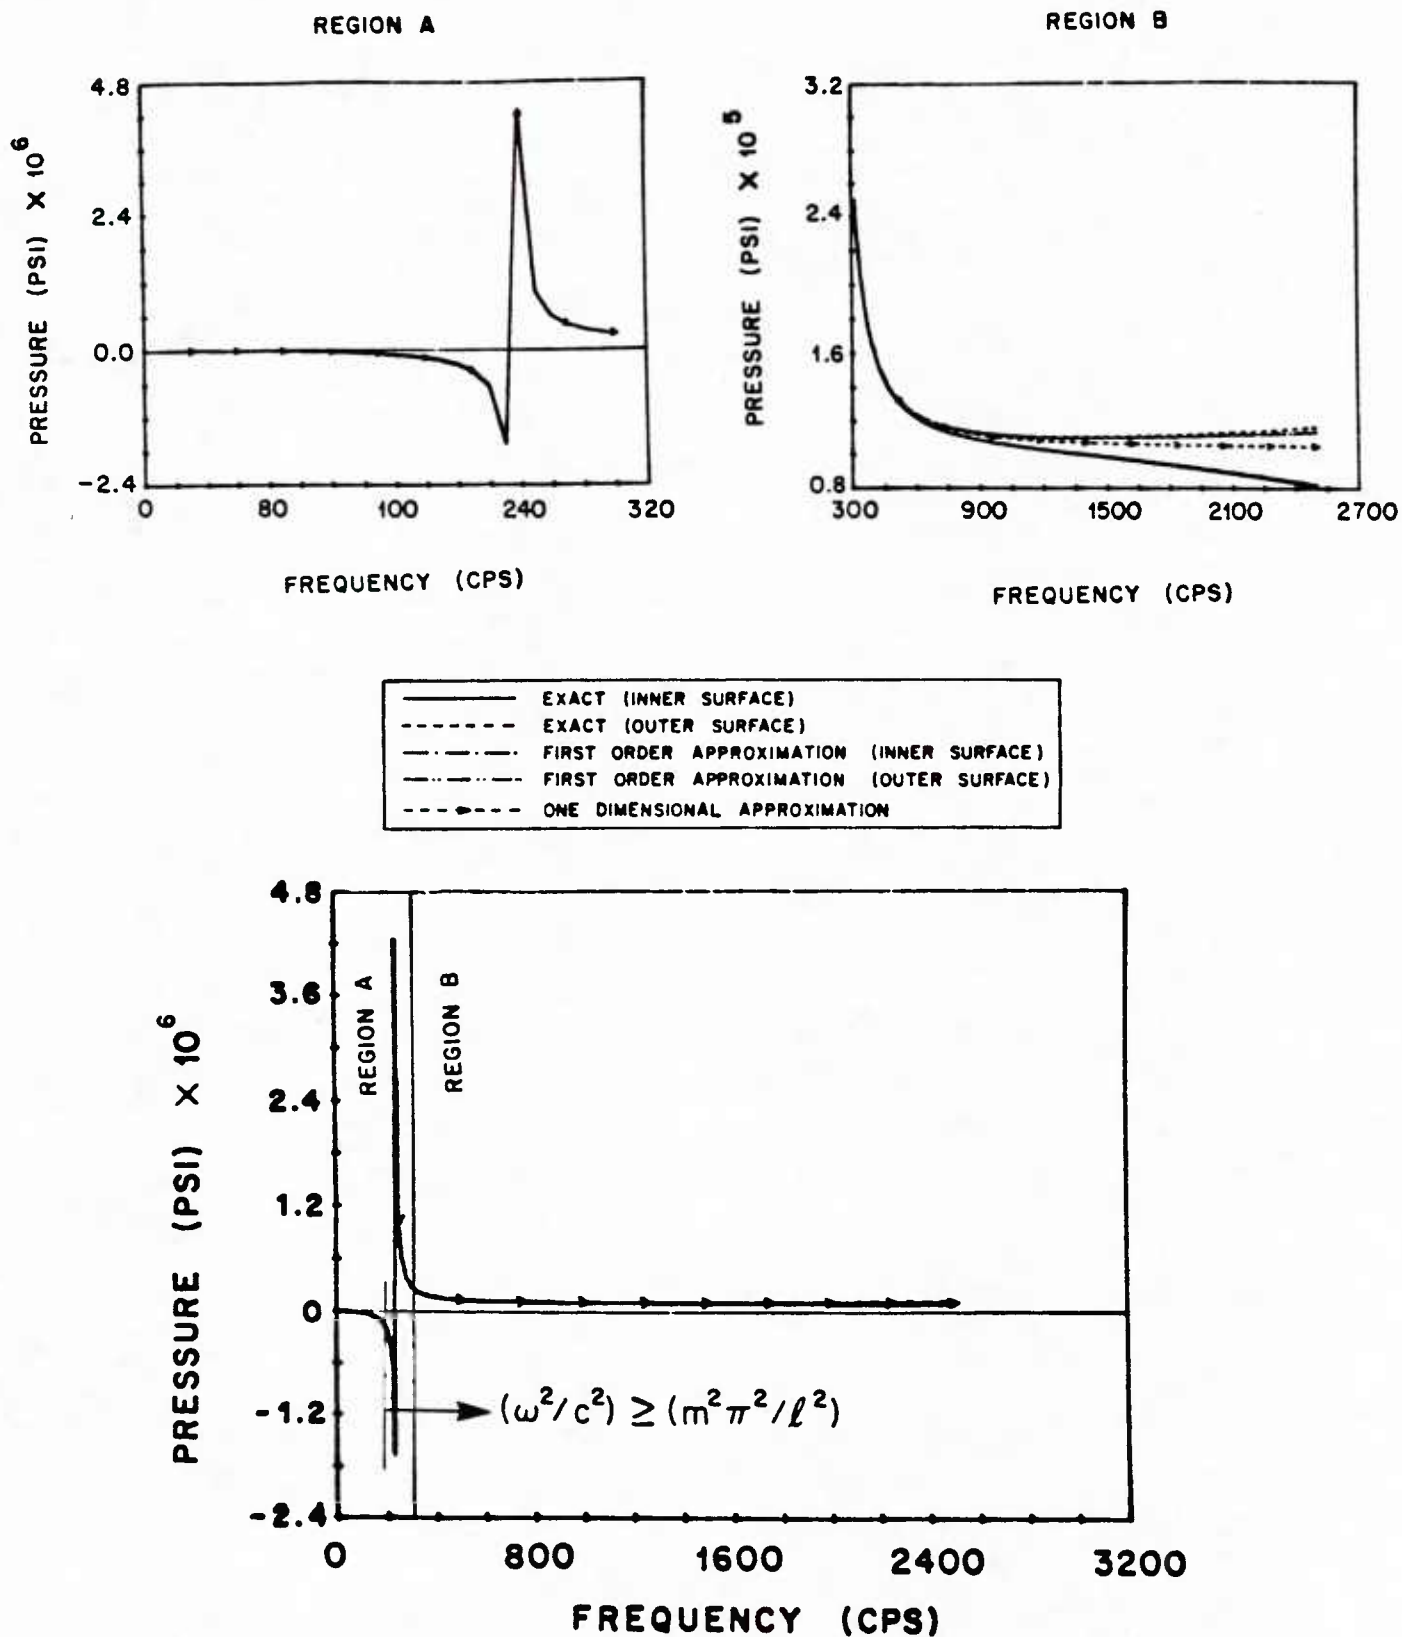 REGION A
REGION B
4.8
2.4
0.0
-2.4
PRESSURE (PSI) X 10^6
0 80 100 240 320
FREQUENCY (CPS)
3.2
2.4
1.6
0.8
PRESSURE (PSI) X 10^5
300 900 1500 2100 2700
FREQUENCY (CPS)
EXACT (INNER SURFACE)
EXACT (OUTER SURFACE)
FIRST ORDER APPROXIMATION (INNER SURFACE)
FIRST ORDER APPROXIMATION (OUTER SURFACE)
ONE DIMENSIONAL APPROXIMATION
4.8
3.6
2.4
1.2
0
-1.2
-2.4
PRESSURE (PSI) X 10^6
REGION A
REGION B
(ω²/c²) ≥ (m²π²/ℓ²)
0 800 1600 2400 3200
FREQUENCY (CPS)